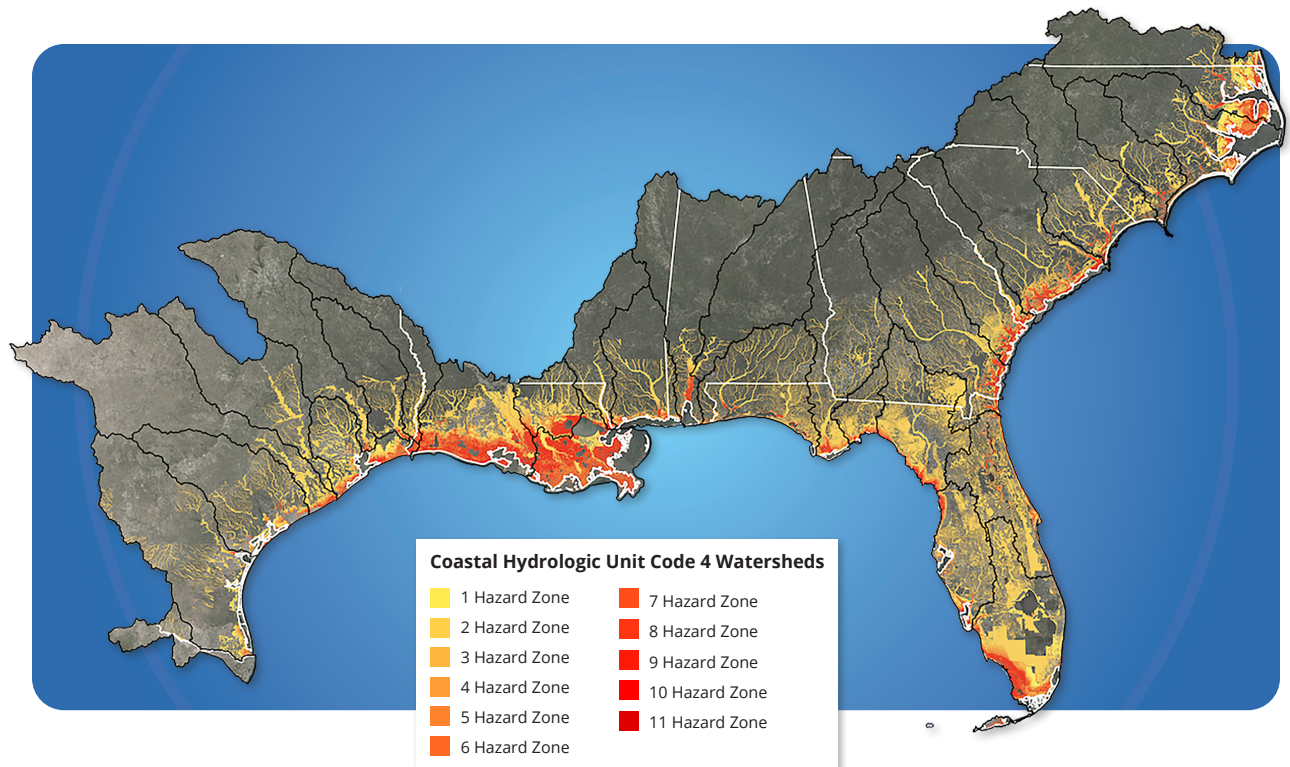 Coastal Hydrologic Unit Code 4 Watersheds
1 Hazard Zone
2 Hazard Zone
3 Hazard Zone
4 Hazard Zone
5 Hazard Zone
6 Hazard Zone
7 Hazard Zone
8 Hazard Zone
9 Hazard Zone
10 Hazard Zone
11 Hazard Zone